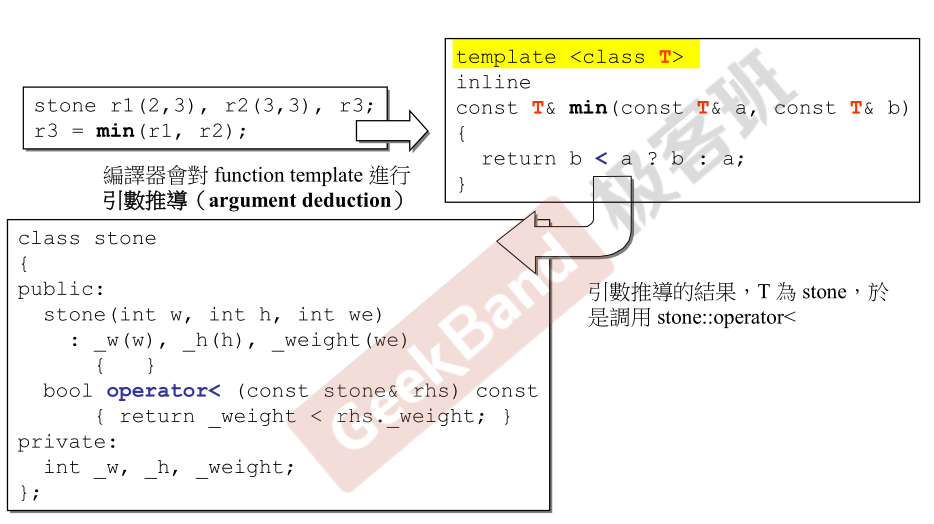 template <class T>
inline
const T& min(const T& a, const T& b)
{
  return b < a ? b : a;
}
stone r1(2,3), r2(3,3), r3;
r3 = min(r1, r2);
編譯器會對 function template 進行
引數推導（argument deduction）
class stone
{
public:
  stone(int w, int h, int we)
    : _w(w), _h(h), _weight(we)
      {   }
  bool operator< (const stone& rhs) const
      { return _weight < rhs._weight; }
private:
  int _w, _h, _weight;
};
引數推導的結果，T 為 stone，於
是調用 stone::operator<
GeekBand
极客班